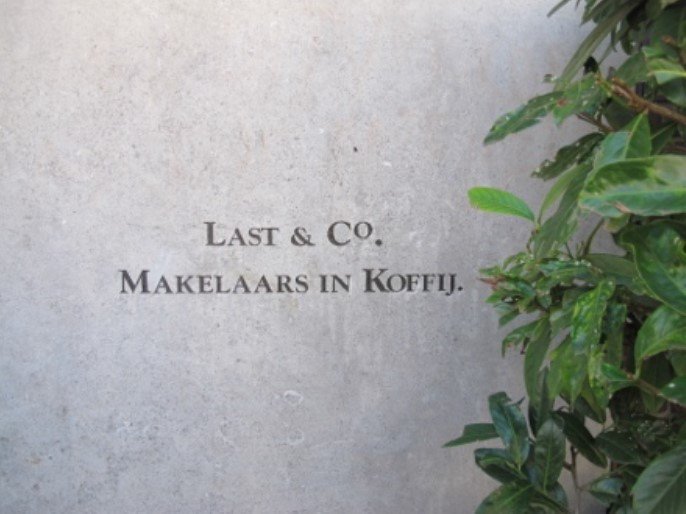 Last & Co.
Makelaars in Koffij.